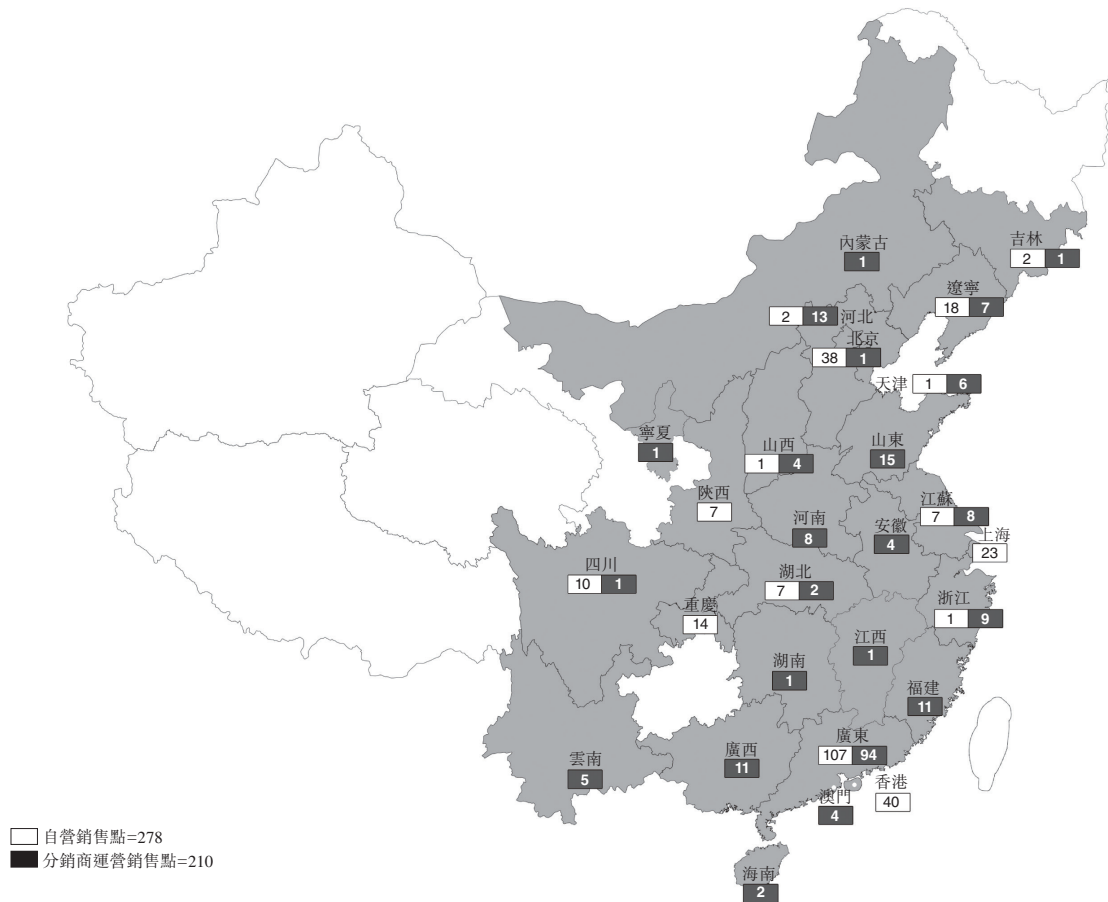 內蒙古
1
吉林
2 1
遼寧
18 7
2 13 河北
北京
38 1
天津 1 6
寧夏
1
山西
1 4
山東
15
陝西
7
河南
8
安徽
4
江蘇
7 8
上海
23
四川
10 1
湖北
7 2
重慶
14
浙江
1 9
江西
1
湖南
1
福建
11
雲南
5
廣西
11
廣東
107 94
香港
40
澳門
4
海南
2
自營銷售點=278
分銷商運營銷售點=210